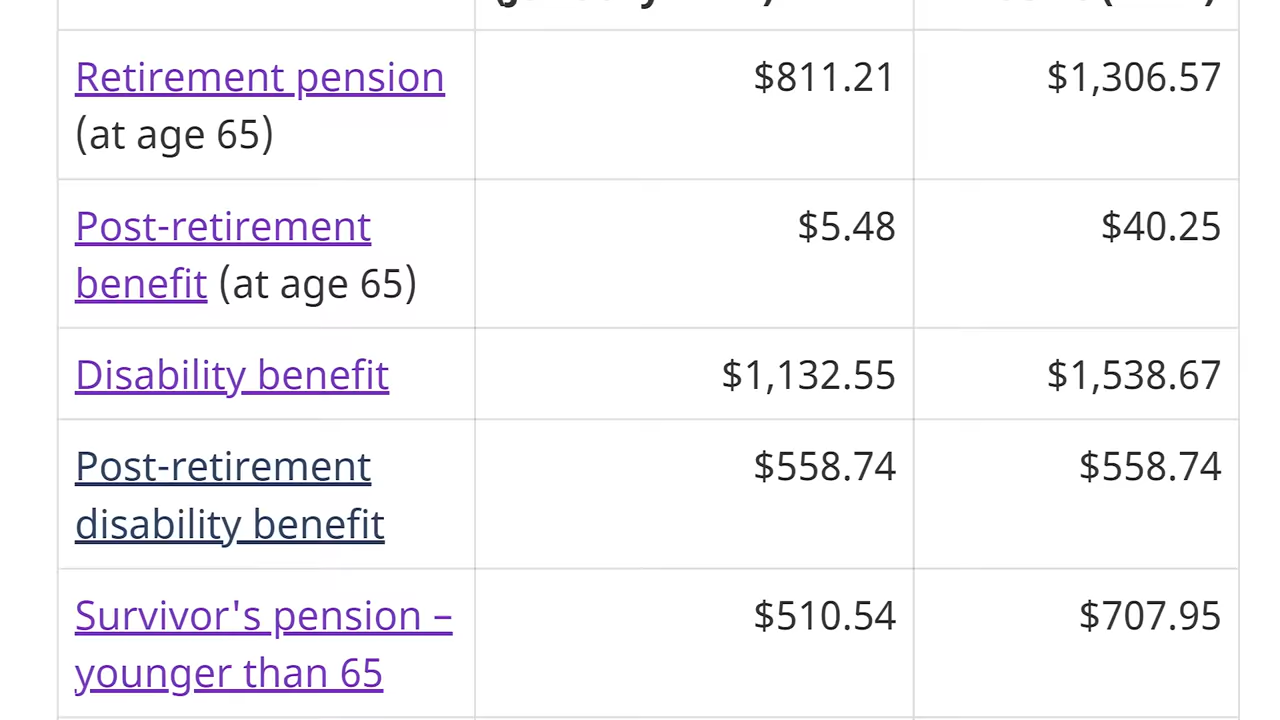 Retirement pension $811.21 $1,306.57
(at age 65)
Post-retirement $5.48 $40.25
benefit (at age 65)
Disability benefit $1,132.55 $1,538.67
Post-retirement $558.74 $558.74
disability benefit
Survivor's pension – $510.54 $707.95
younger than 65